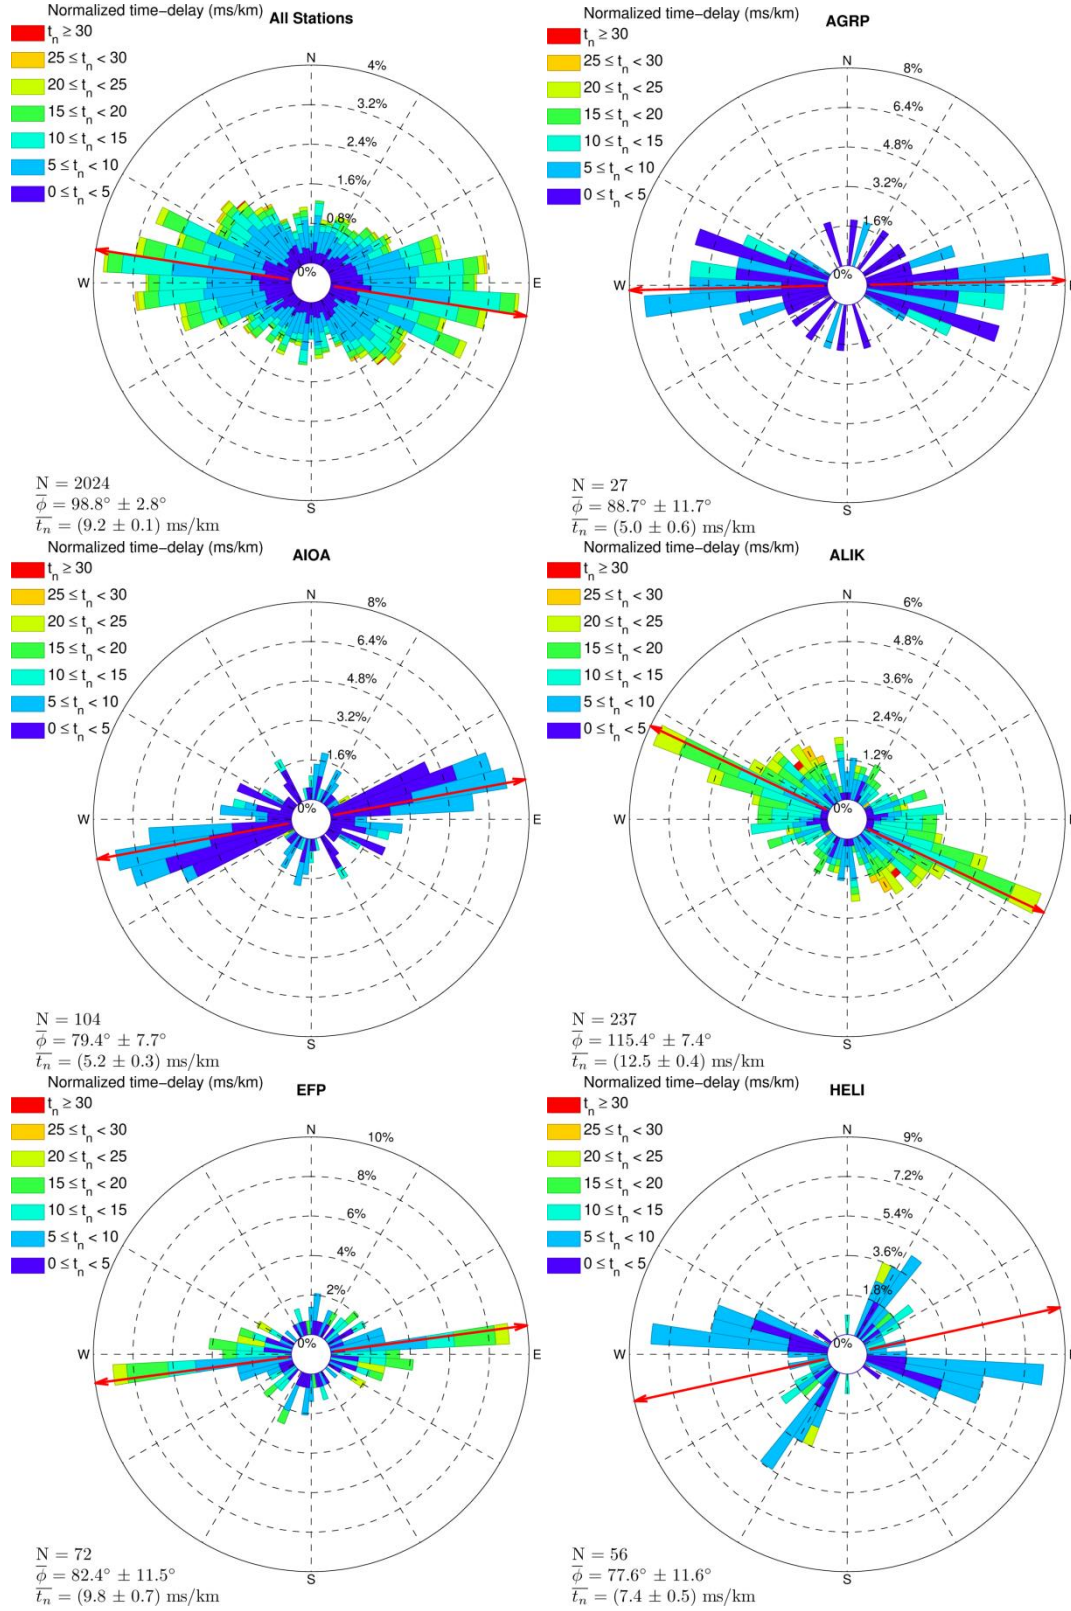 Normalized time-delay (ms/km)
All Stations
tn ≥ 30
25 ≤ tn < 30
20 ≤ tn < 25
15 ≤ tn < 20
10 ≤ tn < 15
5 ≤ tn < 10
0 ≤ tn < 5
N
4%
3.2%
2.4%
1.6%
0.8%
0%
W
E
S
N = 2024
ϕ̅ = 98.8° ± 2.8°
t̅n̅ = (9.2 ± 0.1) ms/km
Normalized time-delay (ms/km)
AGRP
tn ≥ 30
25 ≤ tn < 30
20 ≤ tn < 25
15 ≤ tn < 20
10 ≤ tn < 15
5 ≤ tn < 10
0 ≤ tn < 5
N
8%
6.4%
4.8%
3.2%
1.6%
0%
W
S
N = 27
ϕ̅ = 88.7° ± 11.7°
t̅n̅ = (5.0 ± 0.6) ms/km
Normalized time-delay (ms/km)
AIOA
tn ≥ 30
25 ≤ tn < 30
20 ≤ tn < 25
15 ≤ tn < 20
10 ≤ tn < 15
5 ≤ tn < 10
0 ≤ tn < 5
N
8%
6.4%
4.8%
3.2%
1.6%
0%
W
E
S
N = 104
ϕ̅ = 79.4° ± 7.7°
t̅n̅ = (5.2 ± 0.3) ms/km
Normalized time-delay (ms/km)
ALIK
tn ≥ 30
25 ≤ tn < 30
20 ≤ tn < 25
15 ≤ tn < 20
10 ≤ tn < 15
5 ≤ tn < 10
0 ≤ tn < 5
N
6%
4.8%
3.6%
2.4%
1.2%
0%
W
E
S
N = 237
ϕ̅ = 115.4° ± 7.4°
t̅n̅ = (12.5 ± 0.4) ms/km
Normalized time-delay (ms/km)
EFP
tn ≥ 30
25 ≤ tn < 30
20 ≤ tn < 25
15 ≤ tn < 20
10 ≤ tn < 15
5 ≤ tn < 10
0 ≤ tn < 5
N
10%
8%
6%
4%
2%
0%
W
E
S
N = 72
ϕ̅ = 82.4° ± 11.5°
t̅n̅ = (9.8 ± 0.7) ms/km
Normalized time-delay (ms/km)
HELI
tn ≥ 30
25 ≤ tn < 30
20 ≤ tn < 25
15 ≤ tn < 20
10 ≤ tn < 15
5 ≤ tn < 10
0 ≤ tn < 5
N
9%
7.2%
5.4%
3.6%
1.8%
0%
W
E
S
N = 56
ϕ̅ = 77.6° ± 11.6°
t̅n̅ = (7.4 ± 0.5) ms/km